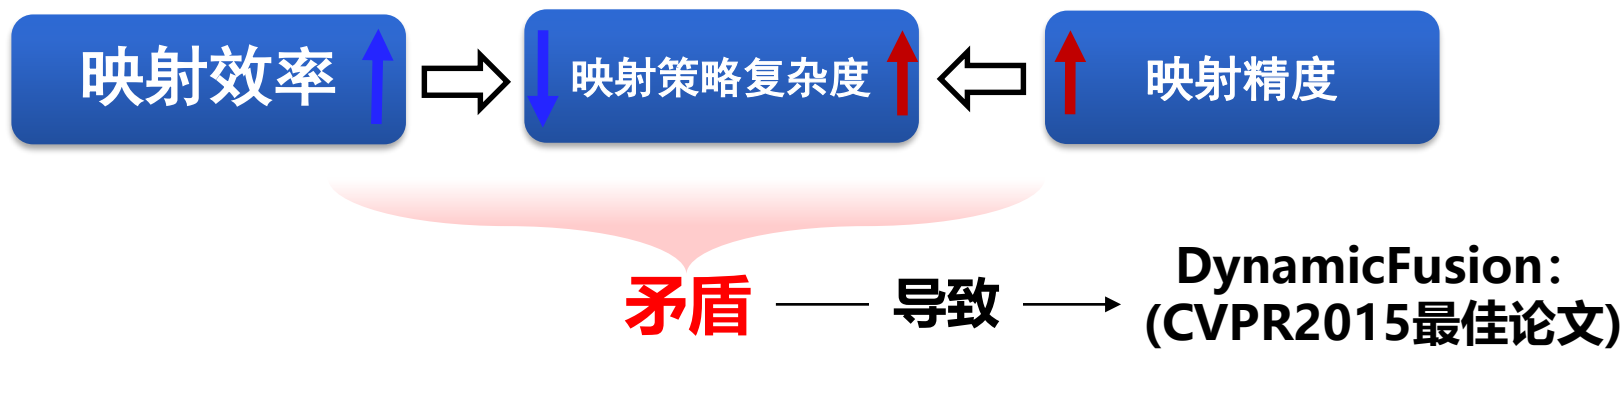 映射效率
映射策略复杂度
映射精度
矛盾
导致
DynamicFusion：
(CVPR2015最佳论文)